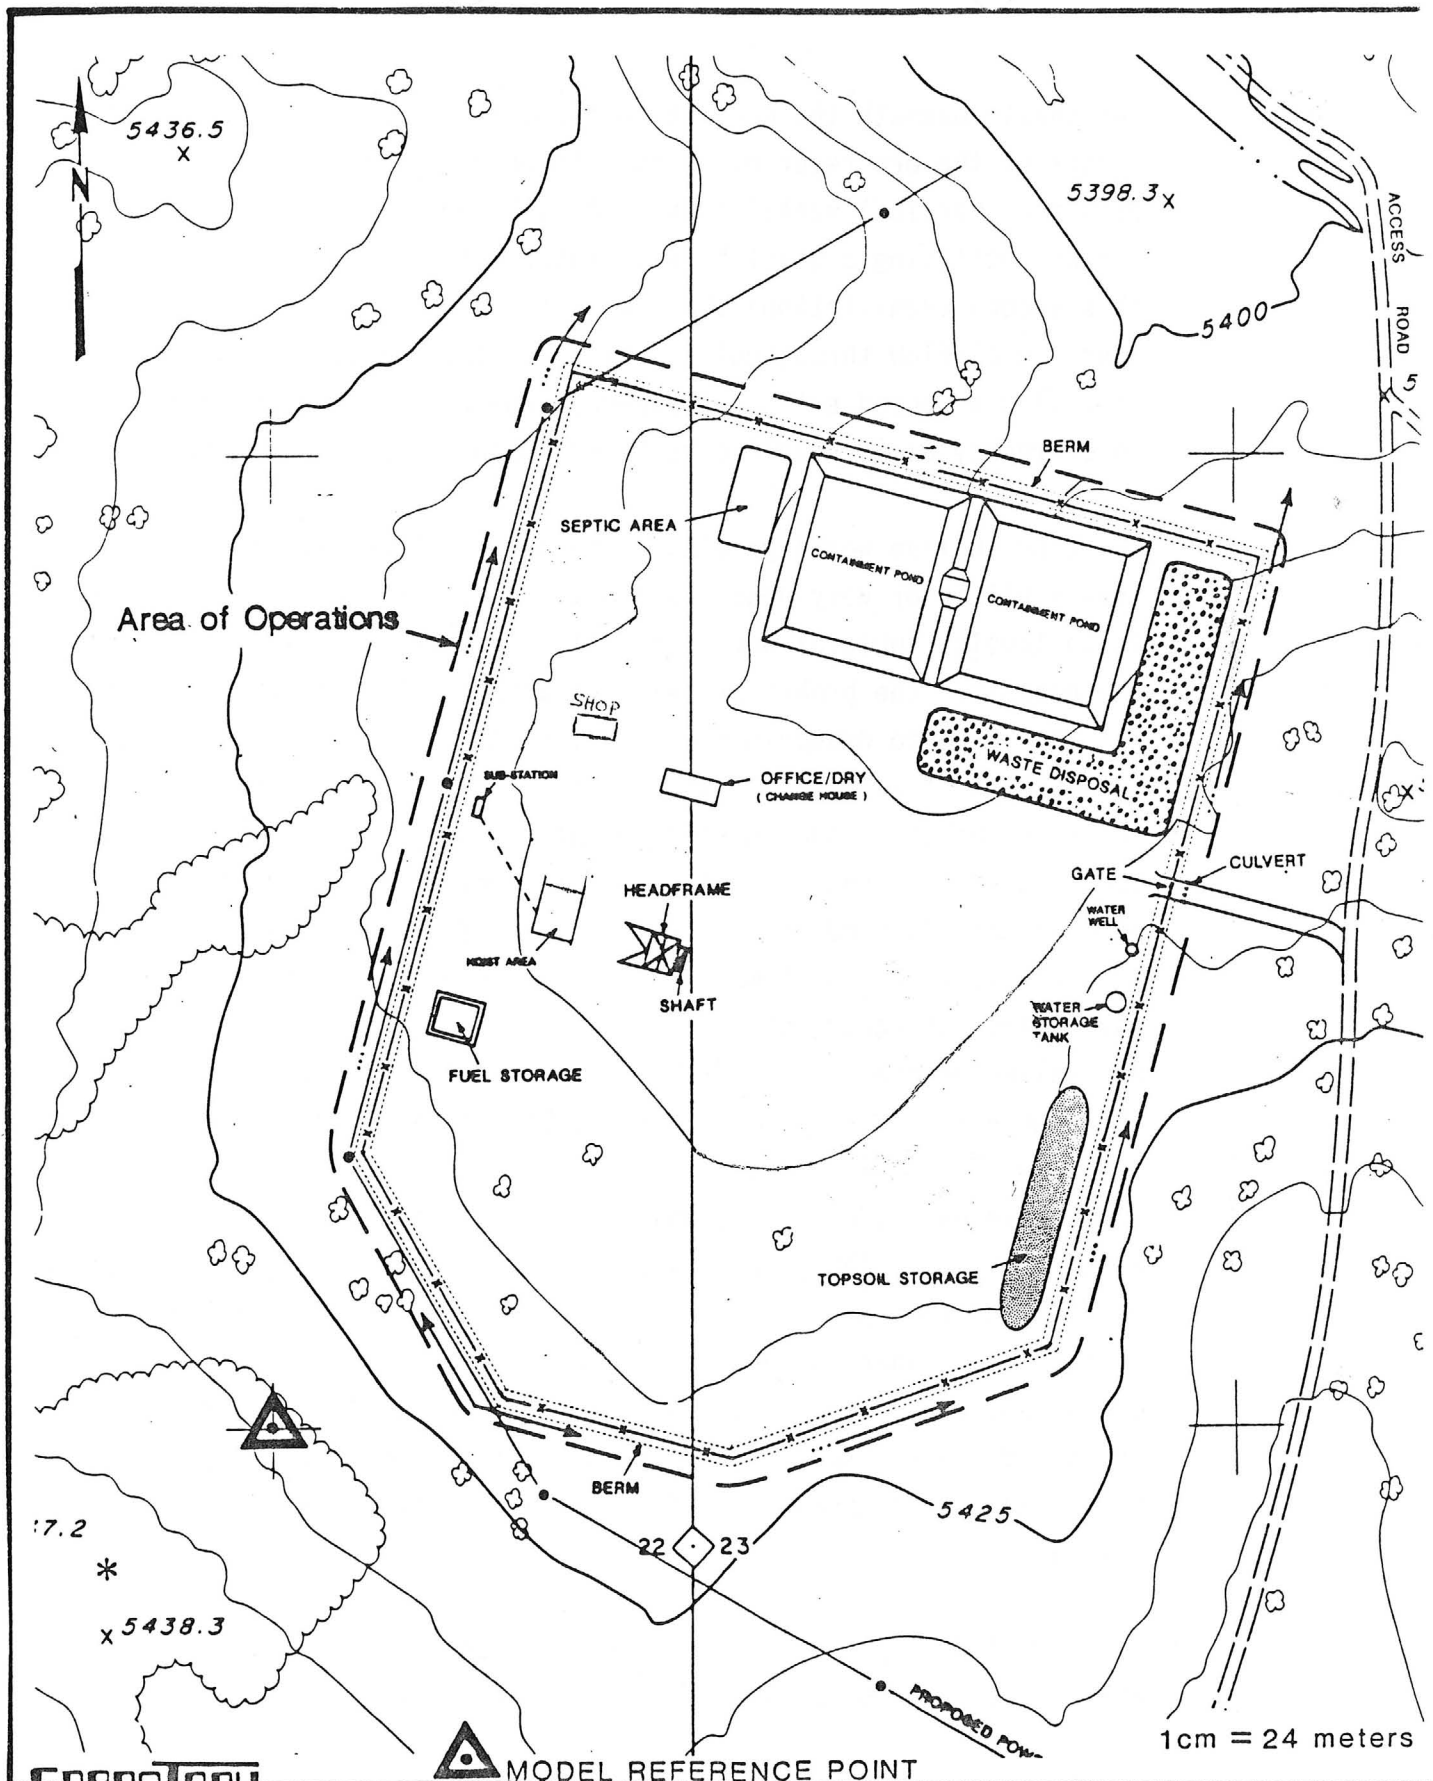 5436.5
N
5398.3
ACCESS ROAD
5400
5
BERM
SEPTIC AREA
CONTAINMENT POND
CONTAINMENT POND
Area of Operations
SHOP
SUB-STATION
OFFICE/DRY
( CHANGE HOUSE )
WASTE DISPOSAL
GATE
CULVERT
HEADFRAME
WATER
WELL
HOIST AREA
SHAFT
WATER
STORAGE
TANK
FUEL STORAGE
TOPSOIL STORAGE
BERM
5425
22
23
5438.3
PROPOSED
1cm = 24 meters
MODEL REFERENCE POINT